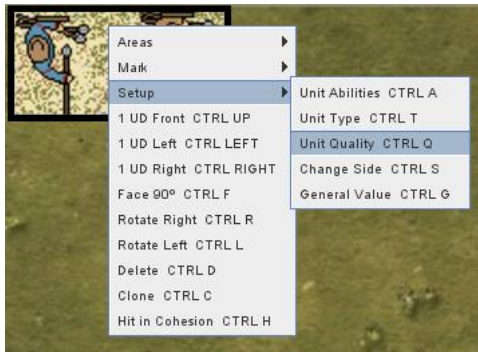 Areas
Mark
Setup
1 UD Front CTRL UP
1 UD Left CTRL LEFT
1 UD Right CTRL RIGHT
Face 90º CTRL F
Rotate Right CTRL R
Rotate Left CTRL L
Delete CTRL D
Clone CTRL C
Hit in Cohesion CTRL H
Unit Abilities CTRL A
Unit Type CTRL T
Unit Quality CTRL Q
Change Side CTRL S
General Value CTRL G